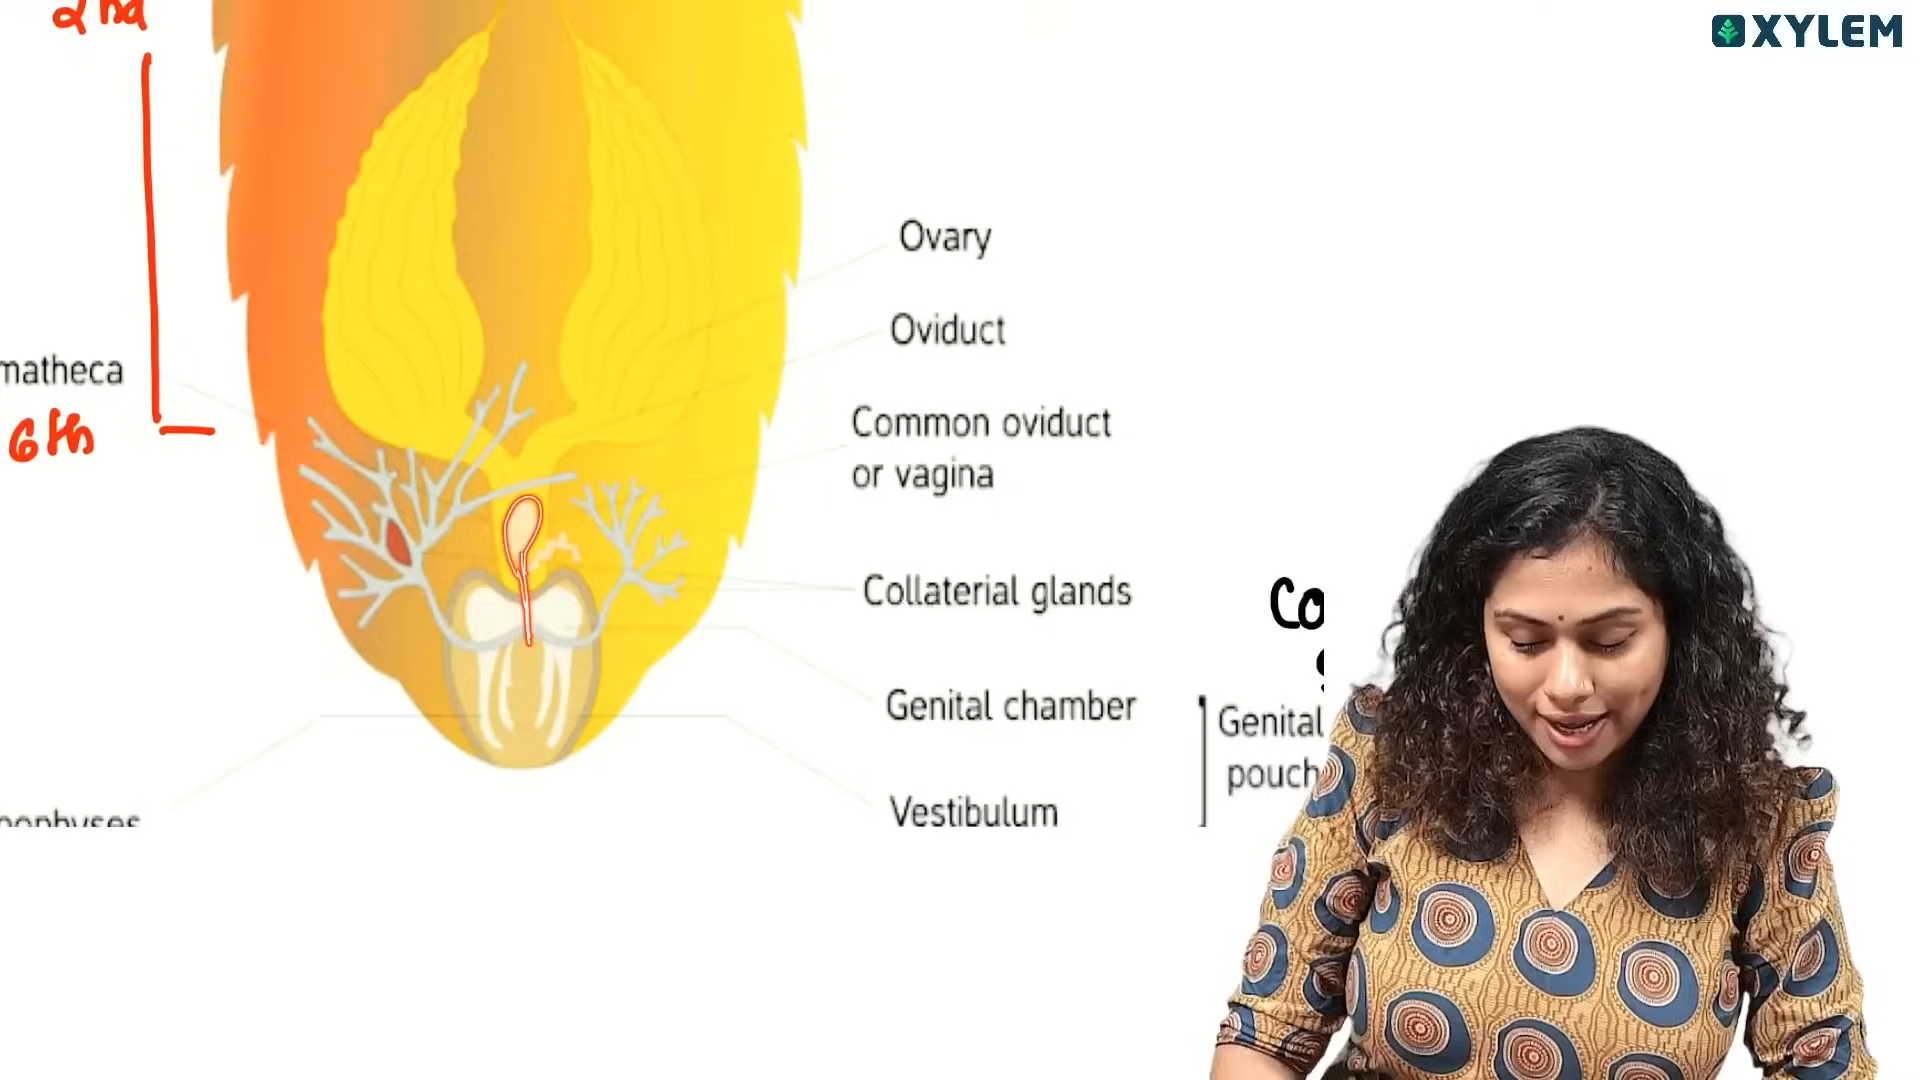 2nd
XYLEM
Ovary
Oviduct
matheca
6th
Common oviduct
or vagina
Collaterial glands
Co
Genital chamber
Genital
pouch
Vestibulum